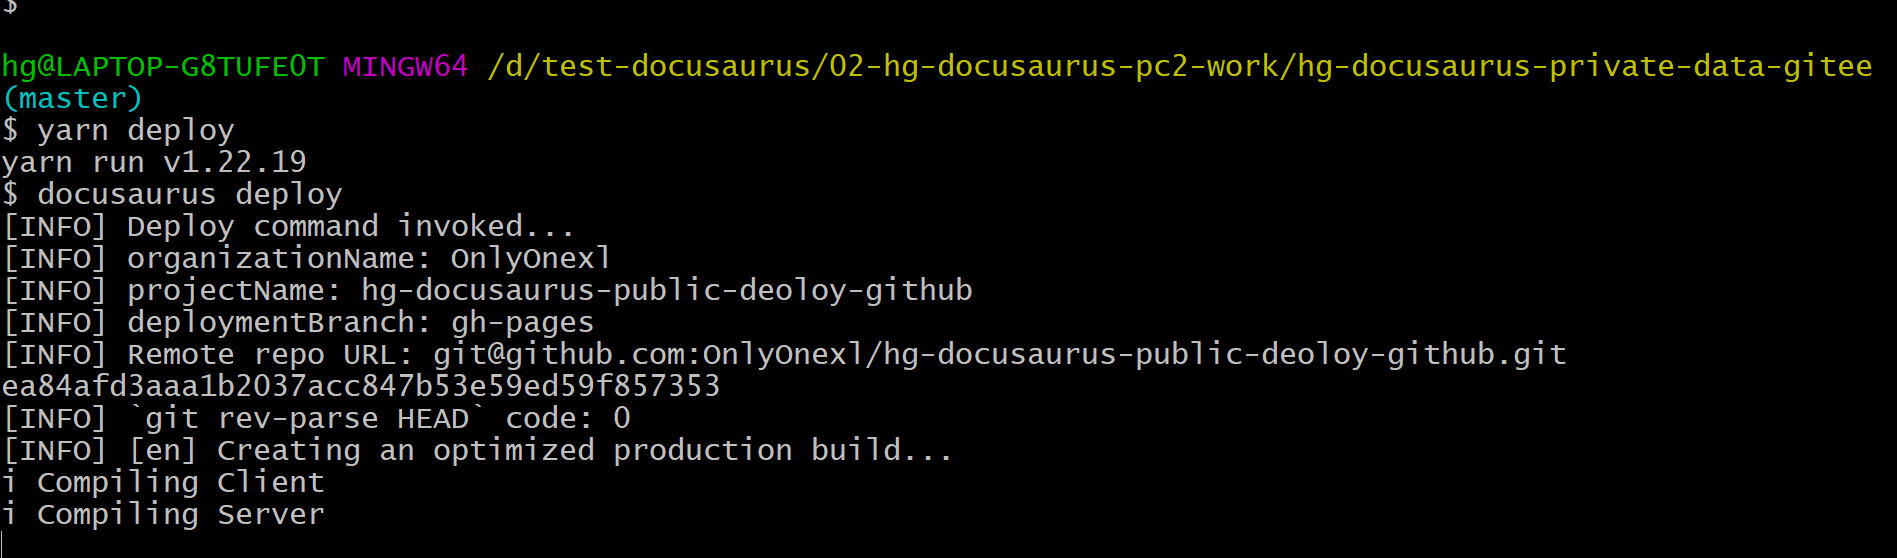 $
hg@LAPTOP-G8TUFE0T MINGW64 /d/test-docusaurus/02-hg-docusaurus-pc2-work/hg-docusaurus-private-data-gitee
(master)
$ yarn deploy
yarn run v1.22.19
$ docusaurus deploy
[INFO] Deploy command invoked...
[INFO] organizationName: OnlyOnexl
[INFO] projectName: hg-docusaurus-public-deoloy-github
[INFO] deploymentBranch: gh-pages
[INFO] Remote repo URL: git@github.com:OnlyOnexl/hg-docusaurus-public-deoloy-github.git
ea84afd3aaa1b2037acc847b53e59ed59f857353
[INFO] `git rev-parse HEAD` code: 0
[INFO] [en] Creating an optimized production build...
i Compiling Client
i Compiling Server